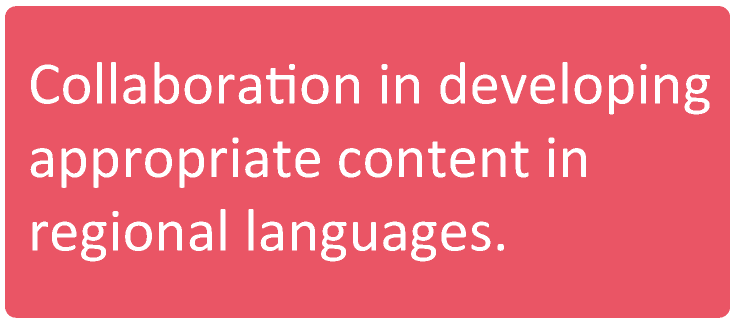 Collaboration in developing
appropriate content in
regional languages.